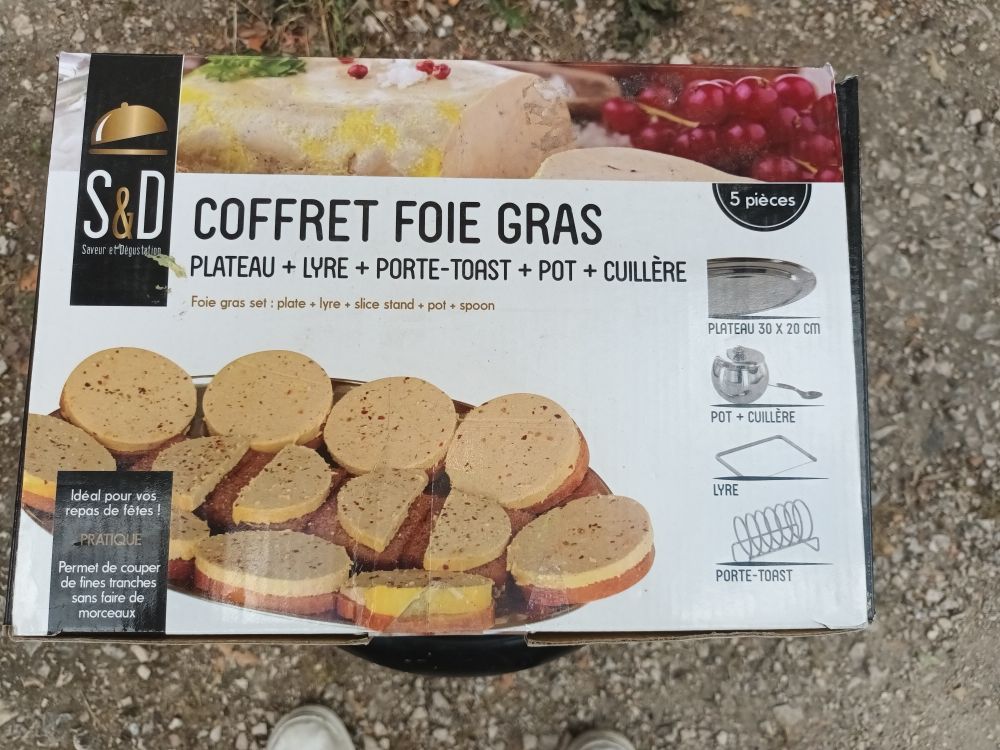 S&D
Saveur et Dégustation
5 pièces
COFFRET FOIE GRAS
PLATEAU + LYRE + PORTE-TOAST + POT + CUILLÈRE
Foie gras set : plate + lyre + slice stand + pot + spoon
PLATEAU 30 X 20 CM
POT + CUILLÈRE
LYRE
PORTE-TOAST
Idéal pour vos
repas de fêtes !
PRATIQUE
Permet de couper
de fines tranches
sans faire de
morceaux